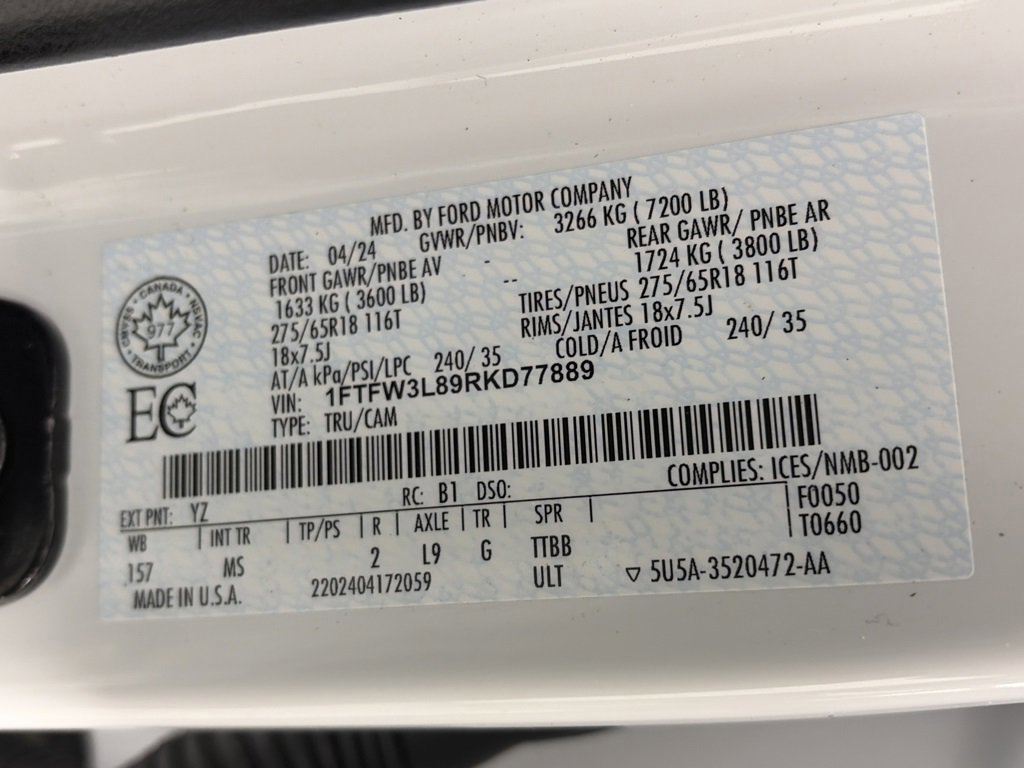 MFD. BY FORD MOTOR COMPANY
DATE: 04/24 GVWR/PNBV: 3266 KG ( 7200 LB)
FRONT GAWR/PNBE AV - REAR GAWR/ PNBE AR
1633 KG ( 3600 LB) -- 1724 KG ( 3800 LB)
275/65R18 116T TIRES/PNEUS 275/65R18 116T
18x7.5J RIMS/JANTES 18x7.5J
AT/A kPa/PSI/LPC 240/ 35 COLD/A FROID 240/ 35
VIN: 1FTFW3L89RKD77889
TYPE: TRU/CAM
CANADA
977
TRANSPORT
EC
COMPLIES: ICES/NMB-002
EXT PNT: YZ RC: B1 DSO: F0050
WB INT TR TP/PS R AXLE TR SPR T0660
157 MS 2 L9 G TTBB
MADE IN U.S.A. 2202404172059 ULT ▽ 5U5A-3520472-AA